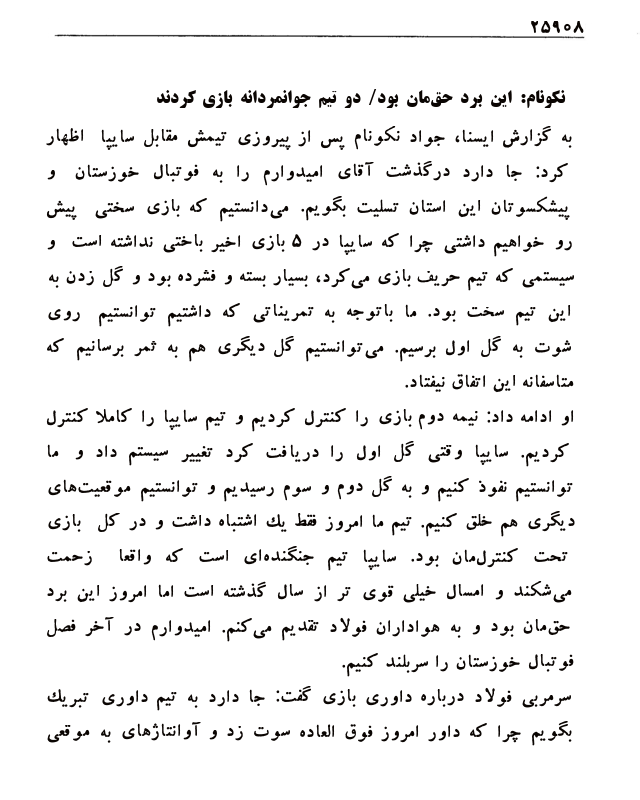 ۲۵۹۰۸
نکونام: این برد حق‌مان بود/ دو تیم جوانمردانه بازی کردند
به گزارش ایسنا، جواد نکونام پس از پیروزی تیمش مقابل سایپا اظهار
کرد: جا دارد درگذشت آقای امیدوارم را به فوتبال خوزستان و
پیشکسوتان این استان تسلیت بگویم. می‌دانستیم که بازی سختی پیش
رو خواهیم داشتی چرا که سایپا در ۵ بازی اخیر باختی نداشته است و
سیستمی که تیم حریف بازی می‌کرد، بسیار بسته و فشرده بود و گل زدن به
این تیم سخت بود. ما باتوجه به تمریناتی که داشتیم توانستیم روی
شوت به گل اول برسیم. می‌توانستیم گل دیگری هم به ثمر برسانیم که
متاسفانه این اتفاق نیفتاد.
او ادامه داد: نیمه دوم بازی را کنترل کردیم و تیم سایپا را کاملا کنترل
کردیم. سایپا وقتی گل اول را دریافت کرد تغییر سیستم داد و ما
توانستیم نفوذ کنیم و به گل دوم و سوم رسیدیم و توانستیم موقعیت‌های
دیگری هم خلق کنیم. تیم ما امروز فقط یك اشتباه داشت و در کل بازی
تحت کنترل‌مان بود. سایپا تیم جنگنده‌ای است که واقعا زحمت
می‌شکند و امسال خیلی قوی تر از سال گذشته است اما امروز این برد
حق‌مان بود و به هواداران فولاد تقدیم می‌کنم. امیدوارم در آخر فصل
فوتبال خوزستان را سربلند کنیم.
سرمربی فولاد درباره داوری بازی گفت: جا دارد به تیم داوری تبریك
بگویم چرا که داور امروز فوق العاده سوت زد و آوانتاژهای به موقعی